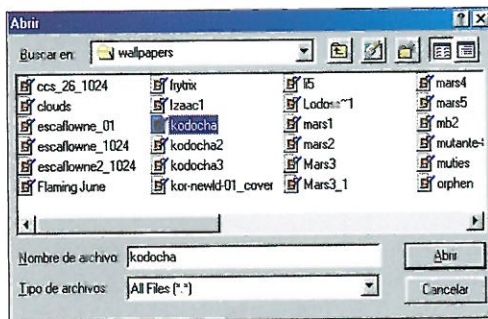 Abrir
Buscar en: wallpapers
ccs_26_1024
clouds
escaflowne_01
escaflowne_1024
escaflowne2_1024
Flaming June
frytrix
Izaac1
kodocha
kodocha2
kodocha3
kor-newld-01_cover
li5
Lodoss~1
mars1
mars2
Mars3
Mars3_1
mars4
mars5
mb2
muties
orphen
Nombre de archivo: kodocha
Abrir
Tipo de archivos: All Files (*.*)
Cancelar